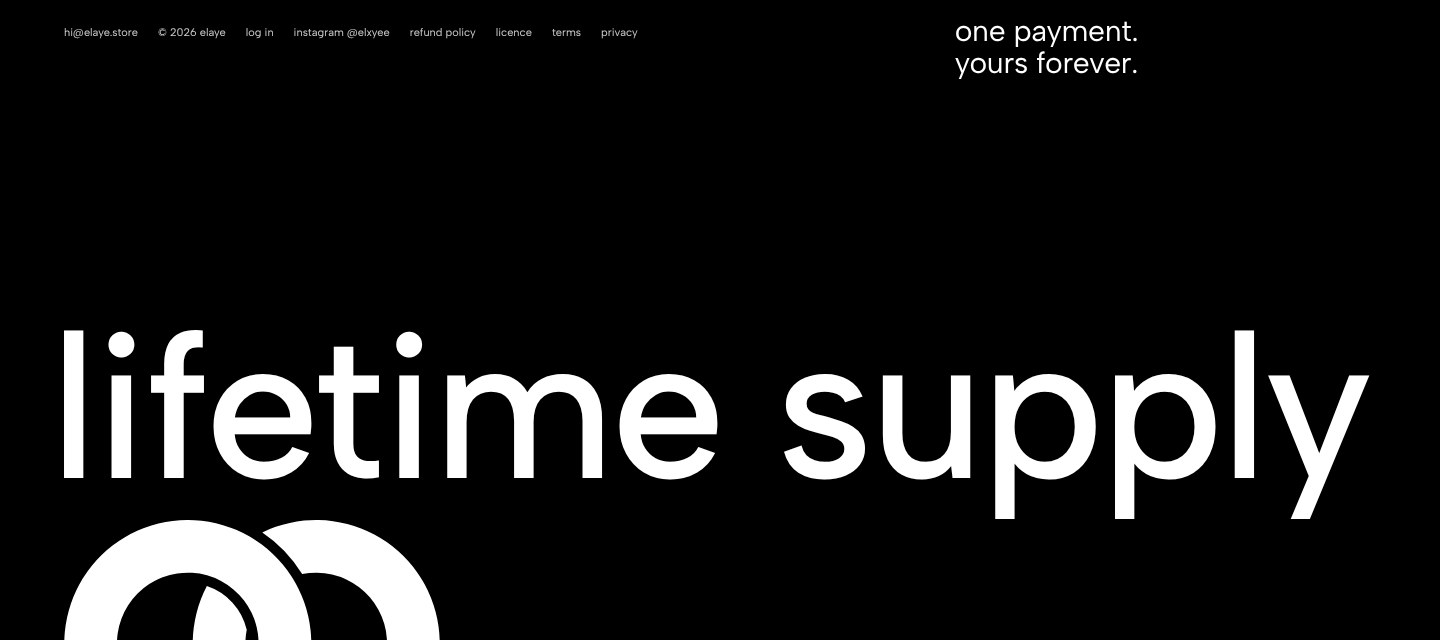 hi@elaye.store © 2026 elaye log in instagram @elxyee refund policy licence terms privacy
one payment.
yours forever.
lifetime supply